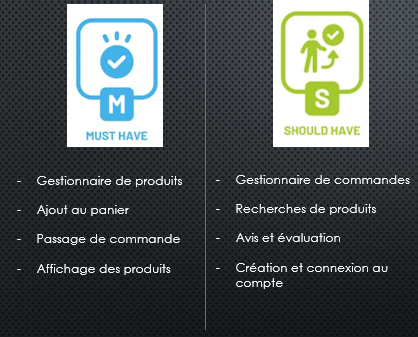 M
MUST HAVE
- Gestionnaire de produits
- Ajout au panier
- Passage de commande
- Affichage des produits
S
SHOULD HAVE
- Gestionnaire de commandes
- Recherches de produits
- Avis et évaluation
- Création et connexion au
compte